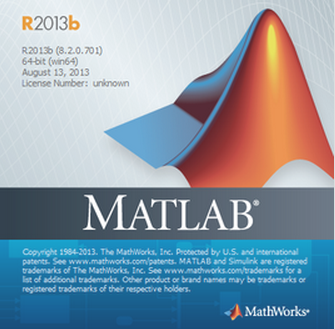 R2013b
R2013b (8.2.0.701)
64-bit (win64)
August 13, 2013
License Number: unknown
MATLAB®
Copyright 1984-2013. The MathWorks, Inc. Protected by U.S. and international
patents. See www.mathworks.com/patents. MATLAB and Simulink are registered
trademarks of The MathWorks, Inc. See www.mathworks.com/trademarks for a
list of additional trademarks. Other product or brand names may be trademarks or
registered trademarks of their respective holders.
MathWorks®